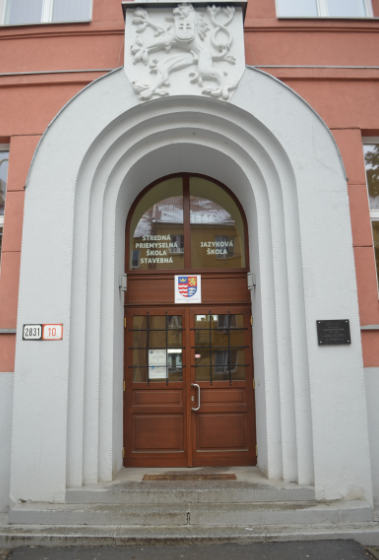 STREDNÁ
PRIEMYSELNÁ
ŠKOLA
STAVEBNÁ
JAZYKOVÁ
ŠKOLA
2831
10